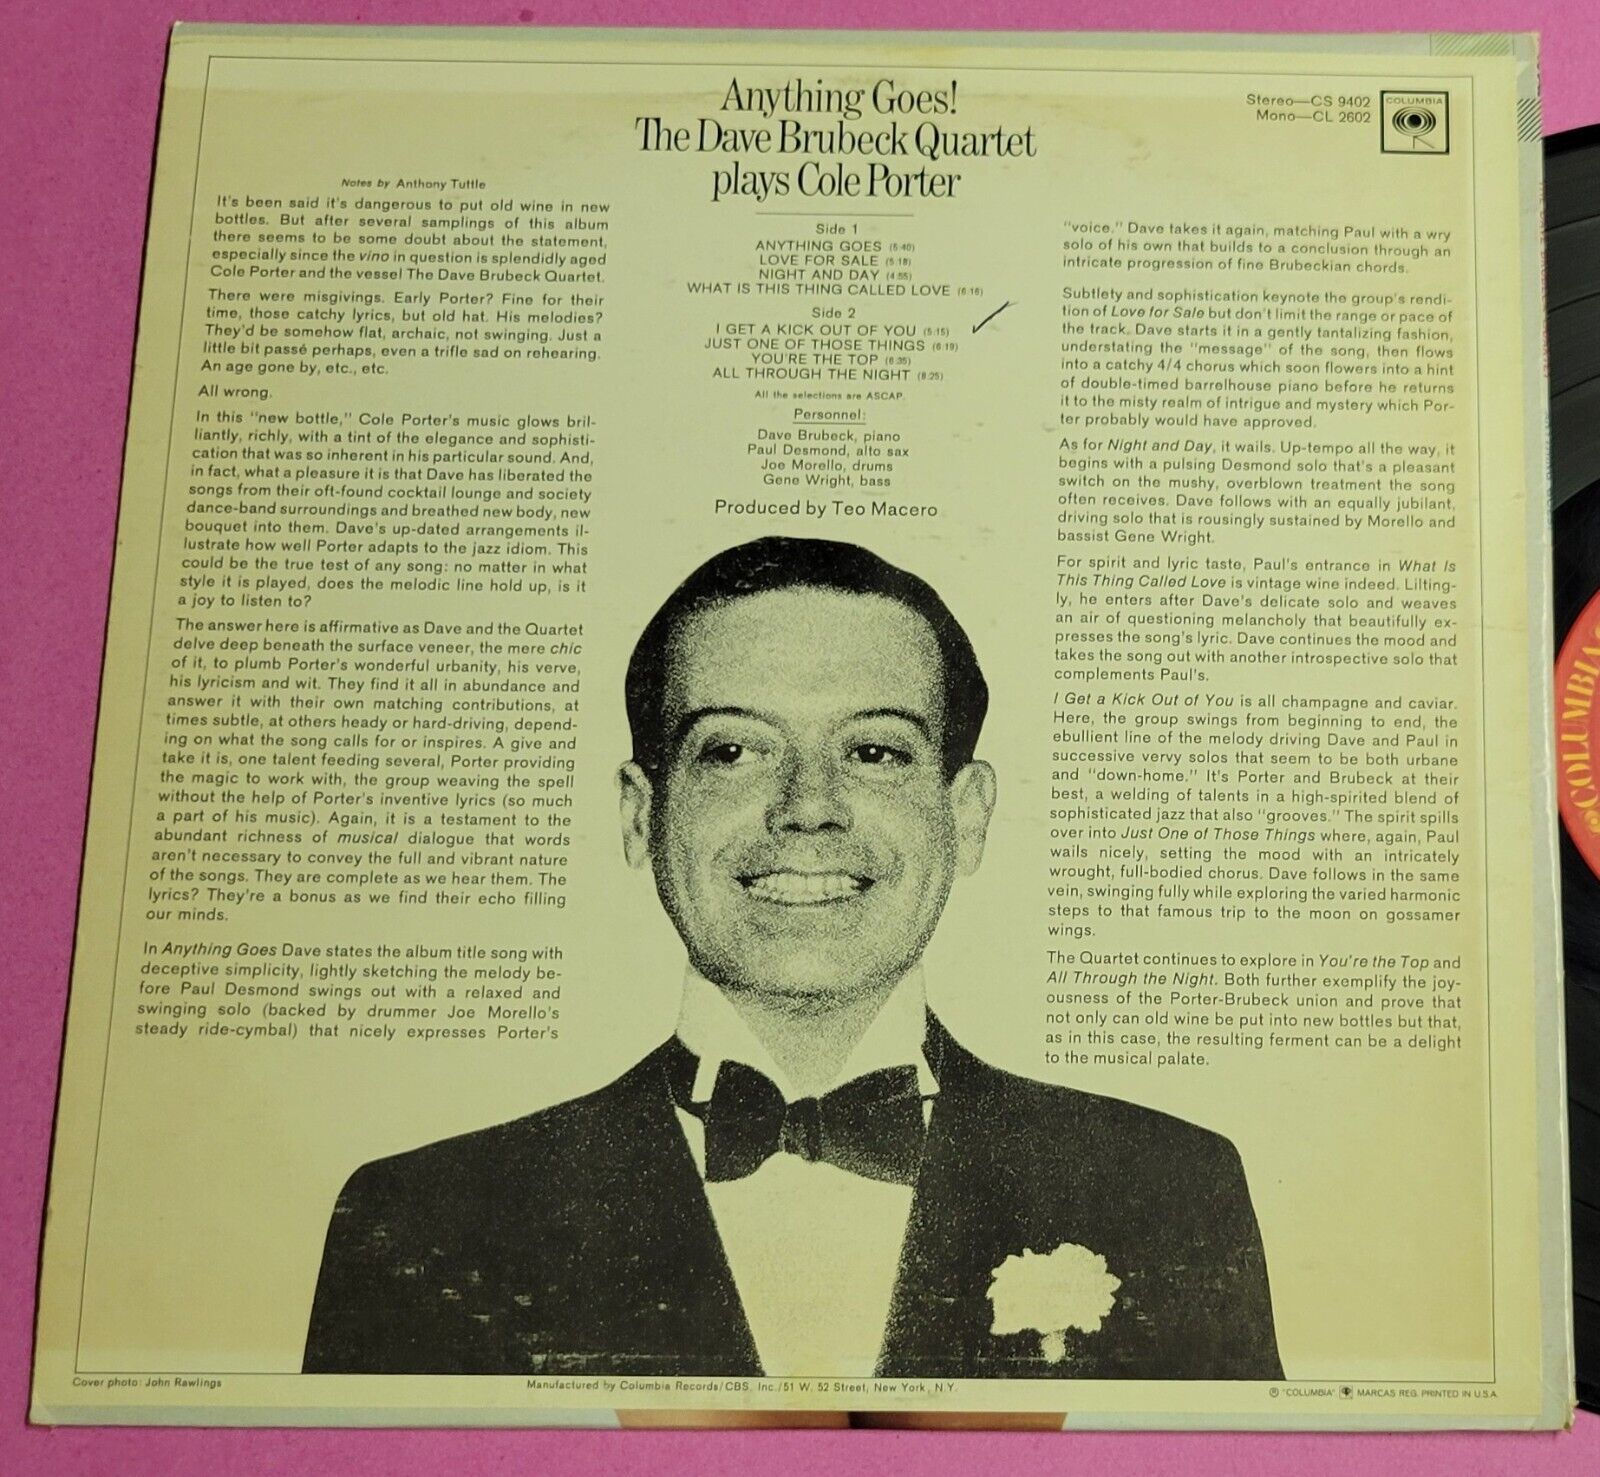 Anything Goes!
The Dave Brubeck Quartet
plays Cole Porter
Stereo—CS 9402
Mono—CL 2602
COLUMBIA
Notes by Anthony Tuttle
It's been said it's dangerous to put old wine in new
bottles. But after several samplings of this album
there seems to be some doubt about the statement,
especially since the vino in question is splendidly aged
Cole Porter and the vessel The Dave Brubeck Quartet.
There were misgivings. Early Porter? Fine for their
time, those catchy lyrics, but old hat. His melodies?
They'd be somehow flat, archaic, not swinging. Just a
little bit passé perhaps, even a trifle sad on rehearing.
An age gone by, etc., etc.
All wrong.
In this "new bottle," Cole Porter's music glows bril-
liantly, richly, with a tint of the elegance and sophisti-
cation that was so inherent in his particular sound. And,
in fact, what a pleasure it is that Dave has liberated the
songs from their oft-found cocktail lounge and society
dance-band surroundings and breathed new body, new
bouquet into them. Dave's up-dated arrangements il-
lustrate how well Porter adapts to the jazz idiom. This
could be the true test of any song: no matter in what
style it is played, does the melodic line hold up, is it
a joy to listen to?
The answer here is affirmative as Dave and the Quartet
delve deep beneath the surface veneer, the mere chic
of it, to plumb Porter's wonderful urbanity, his verve,
his lyricism and wit. They find it all in abundance and
answer it with their own matching contributions, at
times subtle, at others heady or hard-driving, depend-
ing on what the song calls for or inspires. A give and
take it is, one talent feeding several, Porter providing
the magic to work with, the group weaving the spell
without the help of Porter's inventive lyrics (so much
a part of his music). Again, it is a testament to the
abundant richness of musical dialogue that words
aren't necessary to convey the full and vibrant nature
of the songs. They are complete as we hear them. The
lyrics? They're a bonus as we find their echo filling
our minds.
In Anything Goes Dave states the album title song with
deceptive simplicity, lightly sketching the melody be-
fore Paul Desmond swings out with a relaxed and
swinging solo (backed by drummer Joe Morello's
steady ride-cymbal) that nicely expresses Porter's
Side 1
ANYTHING GOES (5:40)
LOVE FOR SALE (5:18)
NIGHT AND DAY (4:55)
WHAT IS THIS THING CALLED LOVE (6:16)
Side 2
I GET A KICK OUT OF YOU (5:15)
JUST ONE OF THOSE THINGS (6:19)
YOU'RE THE TOP (6:35)
ALL THROUGH THE NIGHT (8:25)
All the selections are ASCAP.
Personnel:
Dave Brubeck, piano
Paul Desmond, alto sax
Joe Morello, drums
Gene Wright, bass
Produced by Teo Macero
"voice." Dave takes it again, matching Paul with a wry
solo of his own that builds to a conclusion through an
intricate progression of fine Brubeckian chords.
Subtlety and sophistication keynote the group's rendi-
tion of Love for Sale but don't limit the range or pace of
the track. Dave starts it in a gently tantalizing fashion,
understating the "message" of the song, then flows
into a catchy 4/4 chorus which soon flowers into a hint
of double-timed barrelhouse piano before he returns
it to the misty realm of intrigue and mystery which Por-
ter probably would have approved.
As for Night and Day, it wails. Up-tempo all the way, it
begins with a pulsing Desmond solo that's a pleasant
switch on the mushy, overblown treatment the song
often receives. Dave follows with an equally jubilant,
driving solo that is rousingly sustained by Morello and
bassist Gene Wright.
For spirit and lyric taste, Paul's entrance in What Is
This Thing Called Love is vintage wine indeed. Lilting-
ly, he enters after Dave's delicate solo and weaves
an air of questioning melancholy that beautifully ex-
presses the song's lyric. Dave continues the mood and
takes the song out with another introspective solo that
complements Paul's.
I Get a Kick Out of You is all champagne and caviar.
Here, the group swings from beginning to end, the
ebullient line of the melody driving Dave and Paul in
successive vervy solos that seem to be both urbane
and "down-home." It's Porter and Brubeck at their
best, a welding of talents in a high-spirited blend of
sophisticated jazz that also "grooves." The spirit spills
over into Just One of Those Things where, again, Paul
wails nicely, setting the mood with an intricately
wrought, full-bodied chorus. Dave follows in the same
vein, swinging fully while exploring the varied harmonic
steps to that famous trip to the moon on gossamer
wings.
The Quartet continues to explore in You're the Top and
All Through the Night. Both further exemplify the joy-
ousness of the Porter-Brubeck union and prove that
not only can old wine be put into new bottles but that,
as in this case, the resulting ferment can be a delight
to the musical palate.
COLUMBIA
Cover photo: John Rawlings
Manufactured by Columbia Records/CBS, Inc./51 W. 52 Street, New York, N.Y.
® "COLUMBIA" MARCAS REG. PRINTED IN U.S.A.